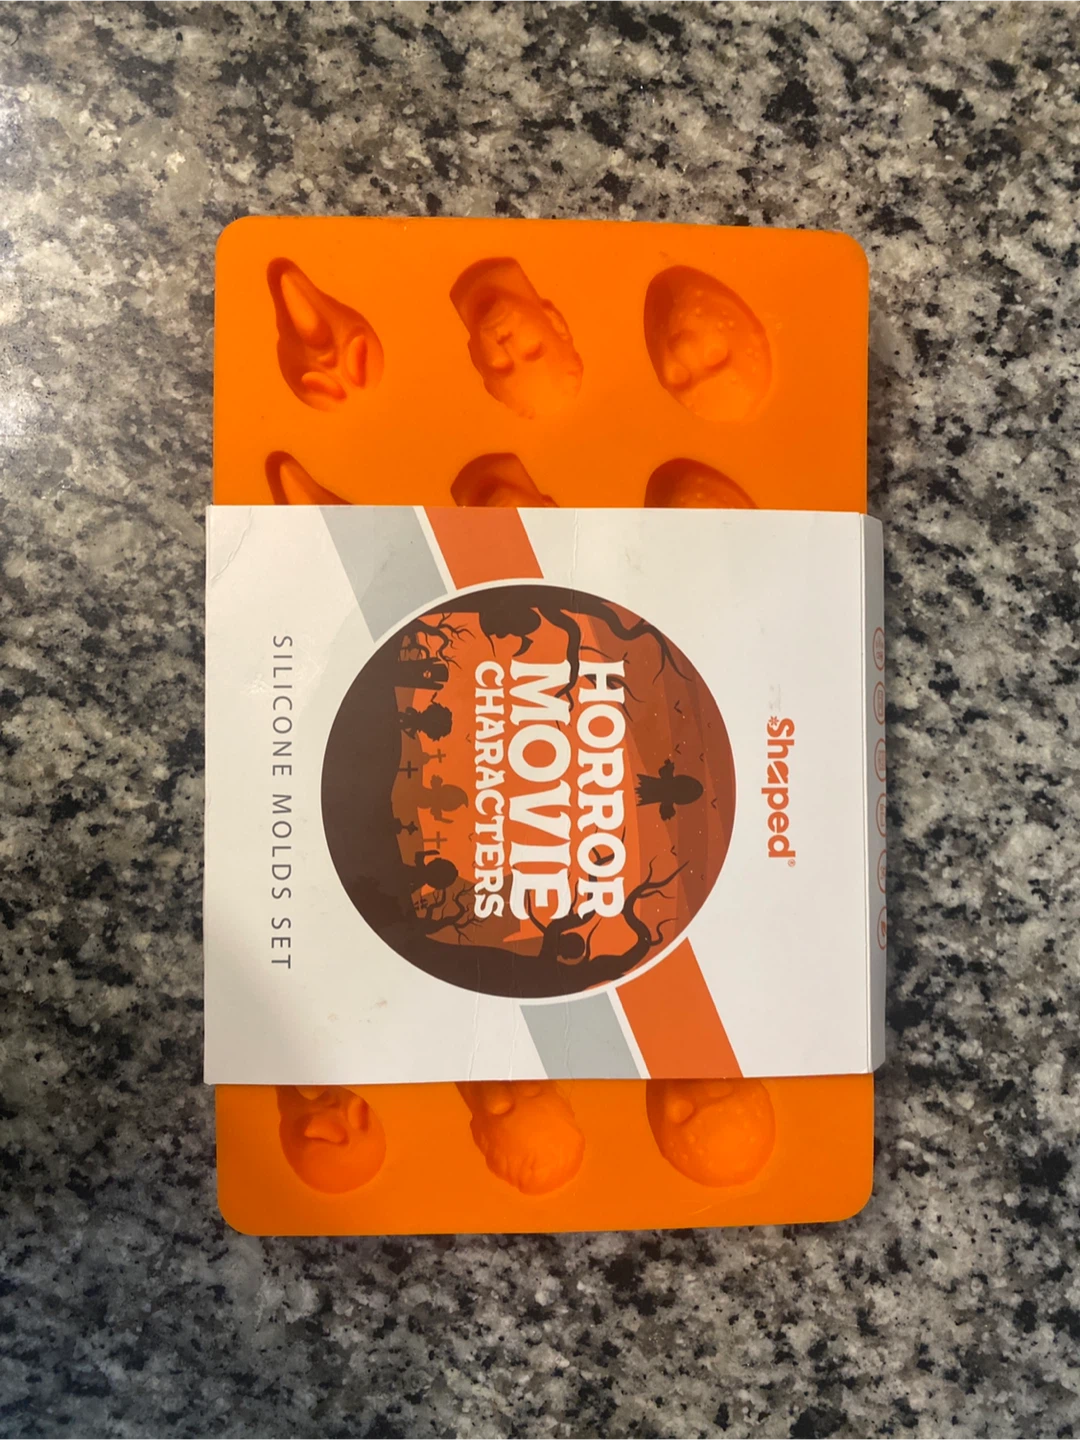 Shaped®
HORROR
MOVIE
CHARACTERS
SILICONE MOLDS SET